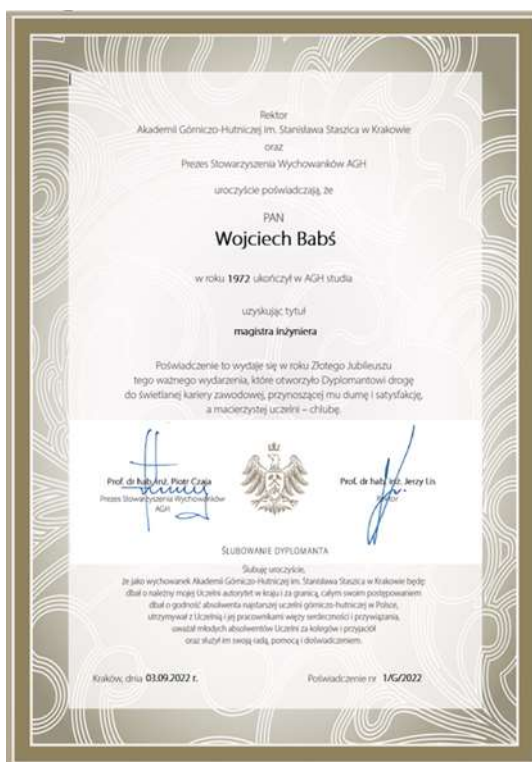 Rektor
Akademii Górniczo-Hutniczej im. Stanisława Staszica w Krakowie
oraz
Prezes Stowarzyszenia Wychowanków AGH
uroczyście poświadczają, że
PAN
Wojciech Babś
w roku 1972 ukończył w AGH studia
uzyskując tytuł
magistra inżyniera
Poświadczenie to wydaje się w roku Złotego Jubileuszu
tego ważnego wydarzenia, które otworzyło Dyplomantowi drogę
do świetlanej kariery zawodowej, przynoszącej mu dumę i satysfakcję,
a macierzystej uczelni – chlubę.
Prof. dr hab. inż. Piotr Czaja
Prezes Stowarzyszenia Wychowanków
AGH
Prof. dr hab. inż. Jerzy Lis
Rektor
ŚLUBOWANIE DYPLOMANTA
Ślubuję uroczyście,
że jako wychowanek Akademii Górniczo-Hutniczej im. Stanisława Staszica w Krakowie będę:
dbał o należny mojej Uczelni autorytet w kraju i za granicą, całym swoim postępowaniem
dbał o godność absolwenta najstarszej uczelni górniczo-hutniczej w Polsce,
utrzymywał z Uczelnią i jej pracownikami więzy serdeczności i przywiązania,
uważał młodych absolwentów Uczelni za kolegów i przyjaciół
oraz służył im swoją radą, pomocą i doświadczeniem.
Kraków, dnia 03.09.2022 r.
Poświadczenie nr 1/G/2022